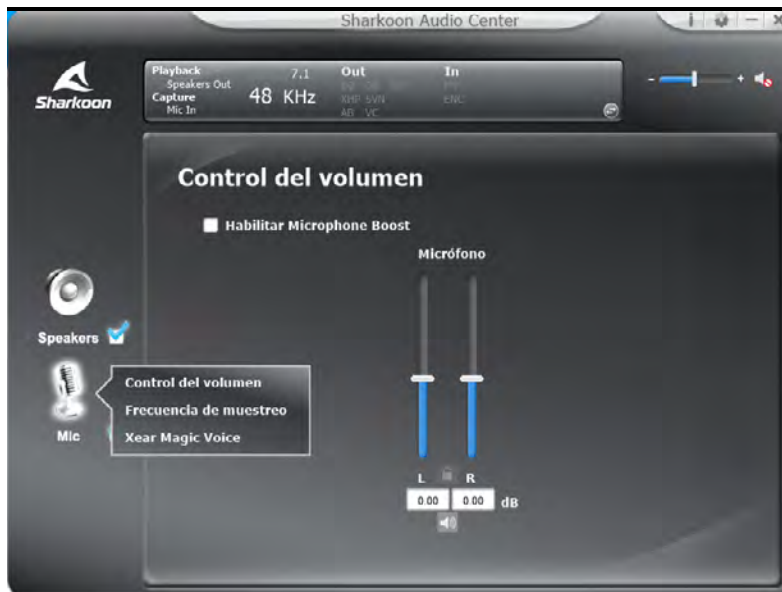 Sharkoon Audio Center
i
Sharkoon
Playback
Speakers Out
Capture
Mic In
7.1
48 KHz
Out
XHP SVN
AB VC
In
ENC
- +
Control del volumen
Habilitar Microphone Boost
Micrófono
Speakers
Mic
Control del volumen
Frecuencia de muestreo
Xear Magic Voice
L R
0.00 0.00 dB